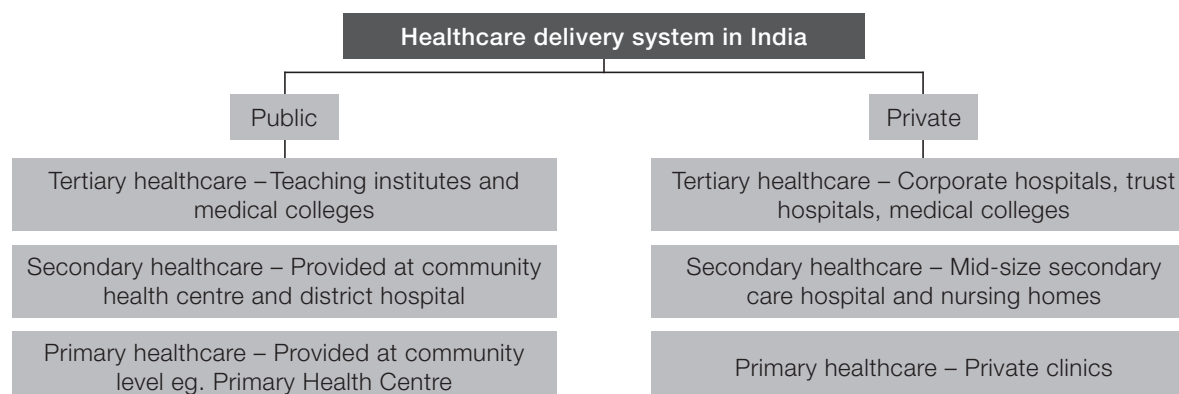 Healthcare delivery system in India
Public
Private
Tertiary healthcare – Teaching institutes and
medical colleges
Tertiary healthcare – Corporate hospitals, trust
hospitals, medical colleges
Secondary healthcare – Provided at community
health centre and district hospital
Secondary healthcare – Mid-size secondary
care hospital and nursing homes
Primary healthcare – Provided at community
level eg. Primary Health Centre
Primary healthcare – Private clinics